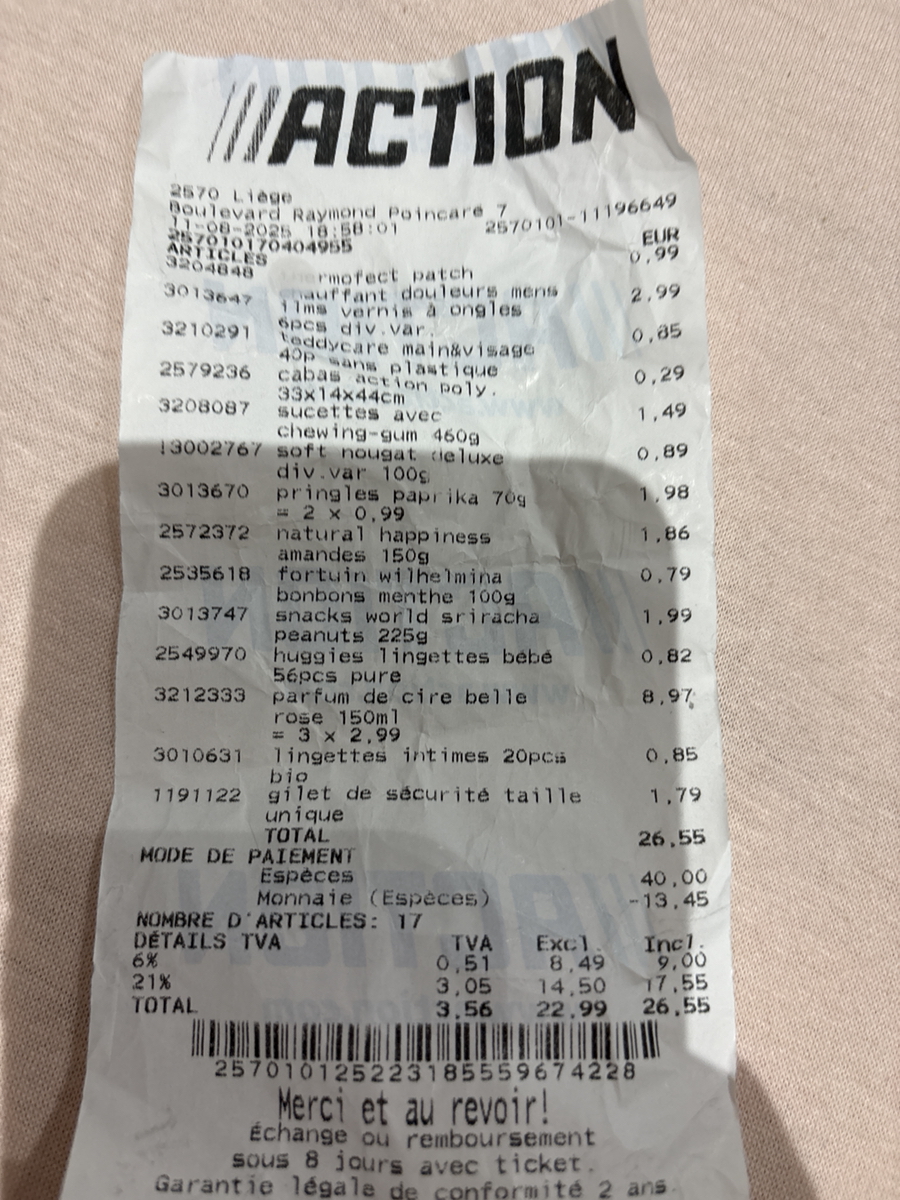 ///ACTION
2570 Liège
Boulevard Raymond Poincaré 7
11-08-2025 18:58:01 2570101-11196649
257010170404955
ARTICLES EUR
3204848 thermofect patch 0,99
chauffant douleurs mens
3013647 11ms vernis à ongles 2,99
6pcs div.var.
3210291 teddycare main&visage 0,85
40p sans plastique
2579236 cabas action poly. 0,29
33x14x44cm
3208087 sucettes avec 1,49
chewing-gum 460g
13002767 soft nougat deluxe 0,89
div.var 100g
3013670 pringles paprika 70g 1,98
= 2 x 0,99
2572372 natural happiness 1,86
amandes 150g
2535618 fortuin wilhelmina 0,79
bonbons menthe 100g
3013747 snacks world sriracha 1,99
peanuts 225g
2549970 huggies lingettes bébé 0,82
56pcs pure
3212333 parfum de cire belle 8,97
rose 150ml
= 3 x 2,99
3010631 lingettes intimes 20pcs 0,85
bio
1191122 gilet de sécurité taille 1,79
unique
TOTAL 26,55
MODE DE PAIEMENT
Espèces 40,00
Monnaie (Espèces) -13,45
NOMBRE D'ARTICLES: 17
DÉTAILS TVA TVA Excl. Incl.
6% 0,51 8,49 9,00
21% 3,05 14,50 17,55
TOTAL 3,56 22,99 26,55
2570101252231855559674228
Merci et au revoir!
Échange ou remboursement
sous 8 jours avec ticket.
Garantie légale de conformité 2 ans.